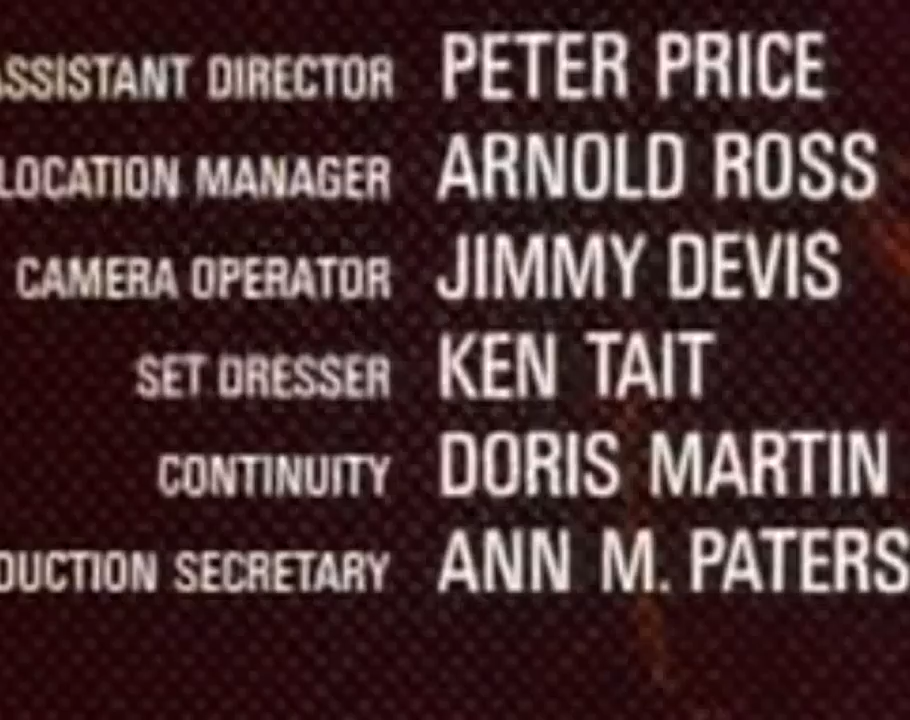 ASSISTANT DIRECTOR PETER PRICE
LOCATION MANAGER ARNOLD ROSS
CAMERA OPERATOR JIMMY DEVIS
SET DRESSER KEN TAIT
CONTINUITY DORIS MARTIN
DUCTION SECRETARY ANN M. PATERS